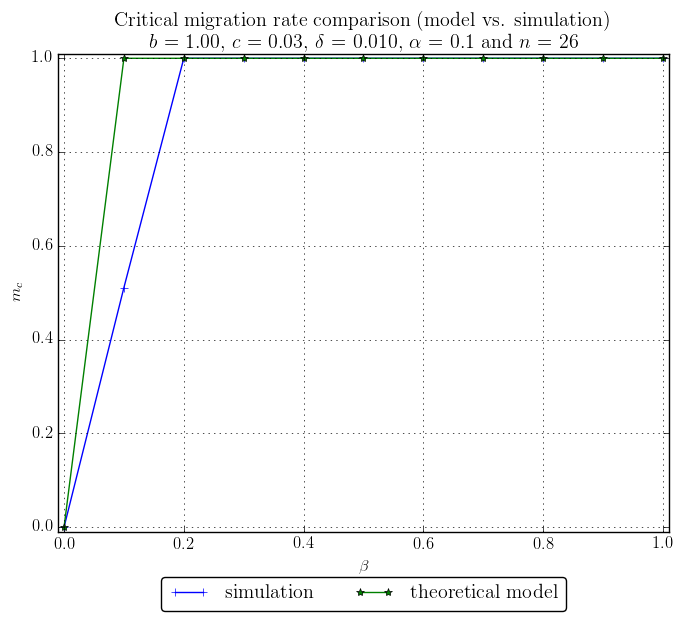 Critical migration rate comparison (model vs. simulation)
b = 1.00, c = 0.03, δ = 0.010, α = 0.1 and n = 26
1.0
0.8
0.6
m_c
0.4
0.2
0.0
0.0 0.2 0.4 0.6 0.8 1.0
β
simulation theoretical model